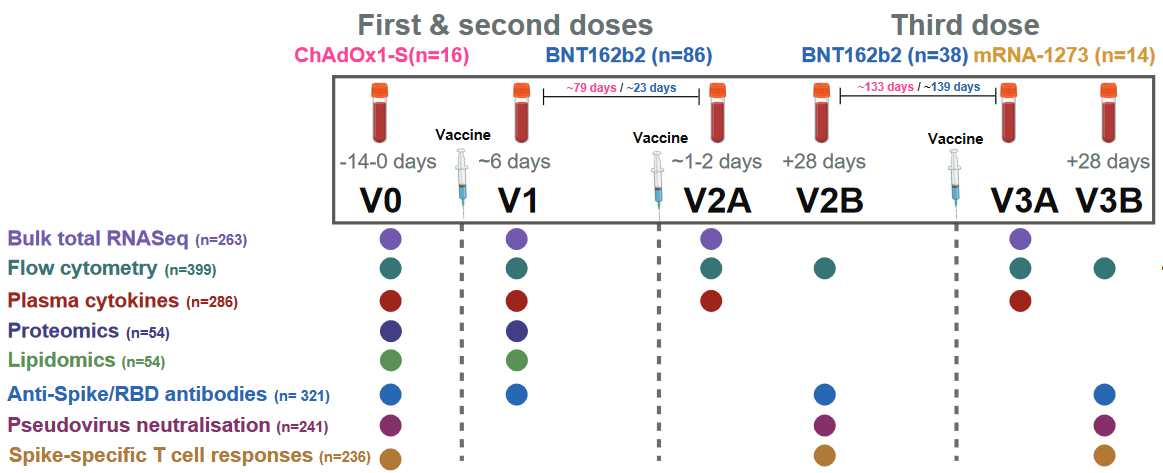 First & second doses Third dose
ChAdOx1-S(n=16) BNT162b2 (n=86) BNT162b2 (n=38) mRNA-1273 (n=14)
~79 days / ~23 days ~133 days / ~139 days
Vaccine Vaccine Vaccine
-14-0 days ~6 days ~1-2 days +28 days +28 days
V0 V1 V2A V2B V3A V3B
Bulk total RNASeq (n=263)
Flow cytometry (n=399)
Plasma cytokines (n=286)
Proteomics (n=54)
Lipidomics (n=54)
Anti-Spike/RBD antibodies (n= 321)
Pseudovirus neutralisation (n=241)
Spike-specific T cell responses (n=236)